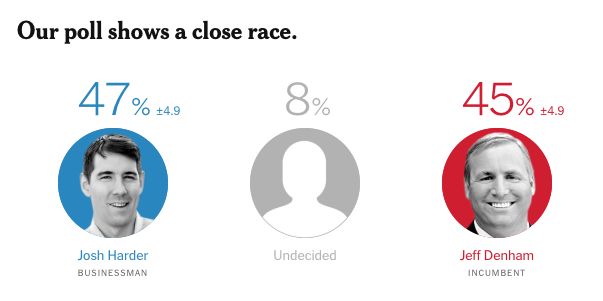 Our poll shows a close race.
47% ±4.9
8%
45% ±4.9
Josh Harder
BUSINESSMAN
Undecided
Jeff Denham
INCUMBENT